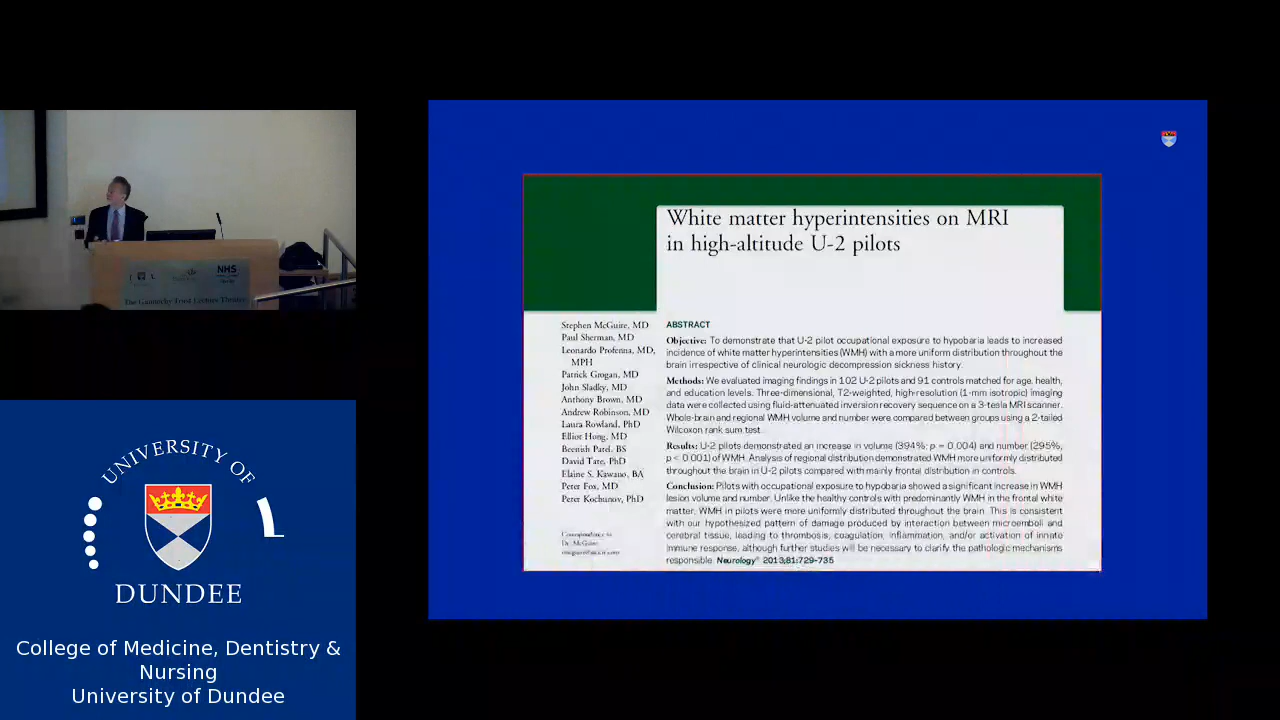 NHS
The Gannochy Trust Lecture Theatre
UNIVERSITY OF
DUNDEE
College of Medicine, Dentistry &
Nursing
University of Dundee
White matter hyperintensities on MRI
in high-altitude U-2 pilots
Stephen McGuire, MD
Paul Sherman, MD
Leonardo Profenna, MD,
MPH
Patrick Grogan, MD
John Sladky, MD
Anthony Brown, MD
Andrew Robinson, MD
Laura Rowland, PhD
Elliot Hong, MD
Beenish Patel, BS
David Tate, PhD
Elaine S. Kawano, BA
Peter Fox, MD
Peter Kochunov, PhD
Correspondence to
Dr. McGuire
ABSTRACT
Objective: To demonstrate that U-2 pilot occupational exposure to hypobaria leads to increased
incidence of white matter hyperintensities (WMH) with a more uniform distribution throughout the
brain irrespective of clinical neurologic decompression sickness history.
Methods: We evaluated imaging findings in 102 U-2 pilots and 91 controls matched for age, health,
and education levels. Three-dimensional, T2-weighted, high-resolution (1-mm isotropic) imaging
data were collected using fluid-attenuated inversion recovery sequence on a 3-tesla MRI scanner.
Whole-brain and regional WMH volume and number were compared between groups using a 2-tailed
Wilcoxon rank sum test.
Results: U-2 pilots demonstrated an increase in volume (394%; p = 0.004) and number (295%;
p < 0.001) of WMH. Analysis of regional distribution demonstrated WMH more uniformly distributed
throughout the brain in U-2 pilots compared with mainly frontal distribution in controls.
Conclusion: Pilots with occupational exposure to hypobaria showed a significant increase in WMH
lesion volume and number. Unlike the healthy controls with predominantly WMH in the frontal white
matter, WMH in pilots were more uniformly distributed throughout the brain. This is consistent
with our hypothesized pattern of damage produced by interaction between microemboli and
cerebral tissue, leading to thrombosis, coagulation, inflammation, and/or activation of innate
immune response, although further studies will be necessary to clarify the pathologic mechanisms
responsible. Neurology® 2013;81:729–735